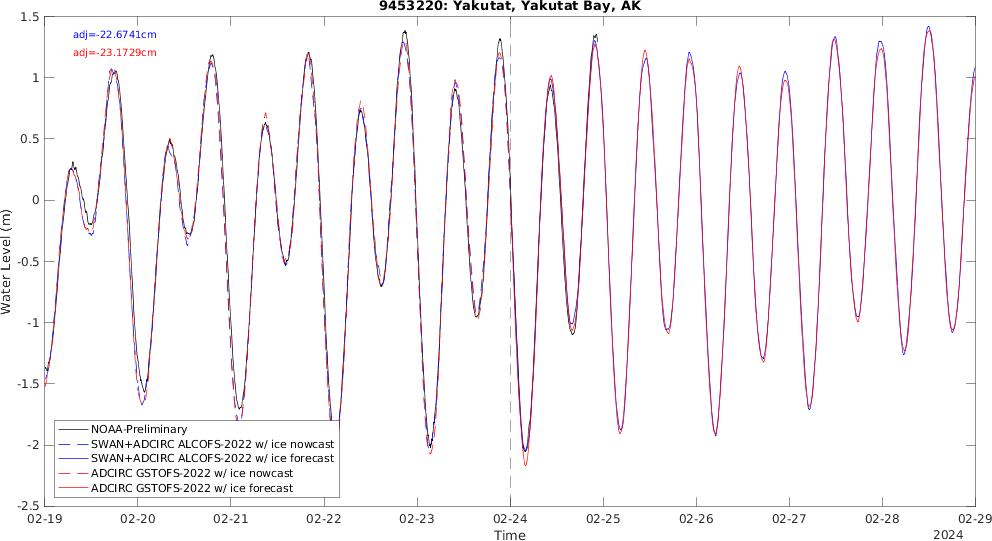 9453220: Yakutat, Yakutat Bay, AK
adj=-22.6741cm
adj=-23.1729cm
1.5
1
0.5
0
-0.5
-1
-1.5
-2
-2.5
Water Level (m)
NOAA-Preliminary
SWAN+ADCIRC ALCOFS-2022 w/ ice nowcast
SWAN+ADCIRC ALCOFS-2022 w/ ice forecast
ADCIRC GSTOFS-2022 w/ ice nowcast
ADCIRC GSTOFS-2022 w/ ice forecast
02-19 02-20 02-21 02-22 02-23 02-24 02-25 02-26 02-27 02-28 02-29
Time
2024